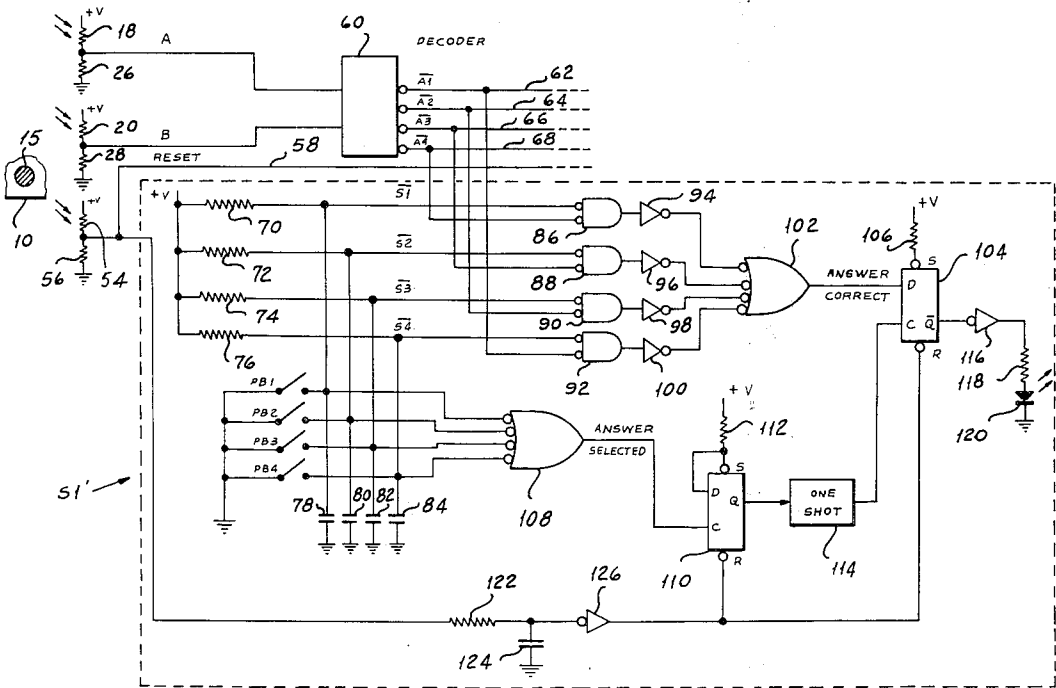 +V
18
A
60
DECODER
26
A1
62
A2
64
+V
20
A3
66
B
A4
68
15
28
RESET
58
10
+V
S1
94
+V
70
86
102
106
S
104
56
54
S2
D
72
88
96
ANSWER
CORRECT
S3
C
Q
74
90
98
116
S4
R
118
76
92
100
PB1
+V
120
PB2
ANSWER
112
PB3
SELECTED
PB4
S
S1'
D
Q
ONE
SHOT
78
80
82
84
108
C
110
R
114
122
126
124